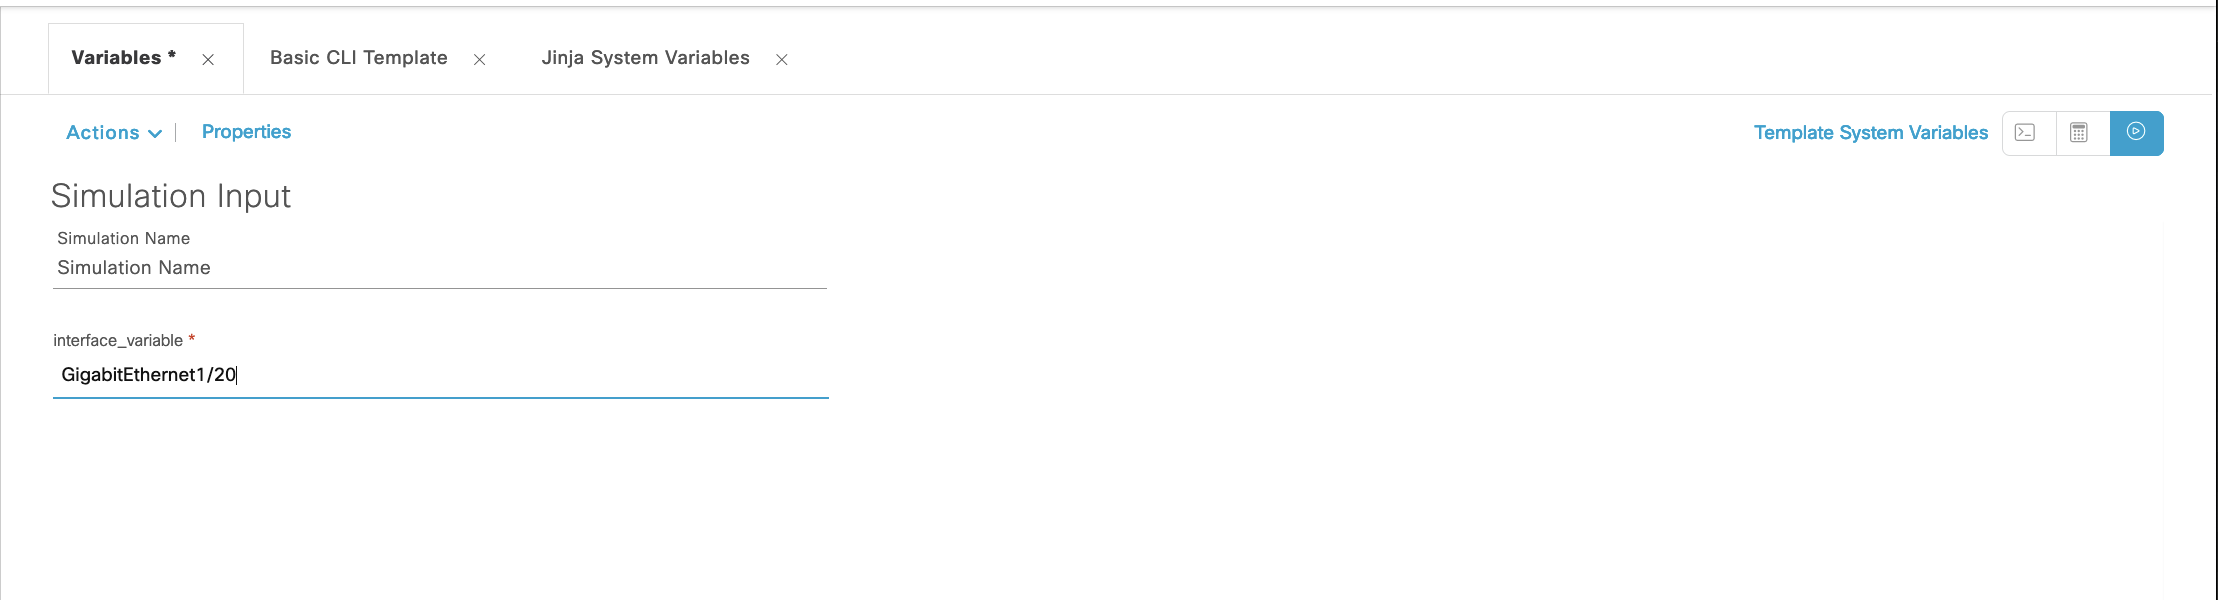 Variables *
Basic CLI Template
Jinja System Variables
Actions
Properties
Template System Variables
Simulation Input
Simulation Name
Simulation Name
interface_variable *
GigabitEthernet1/20